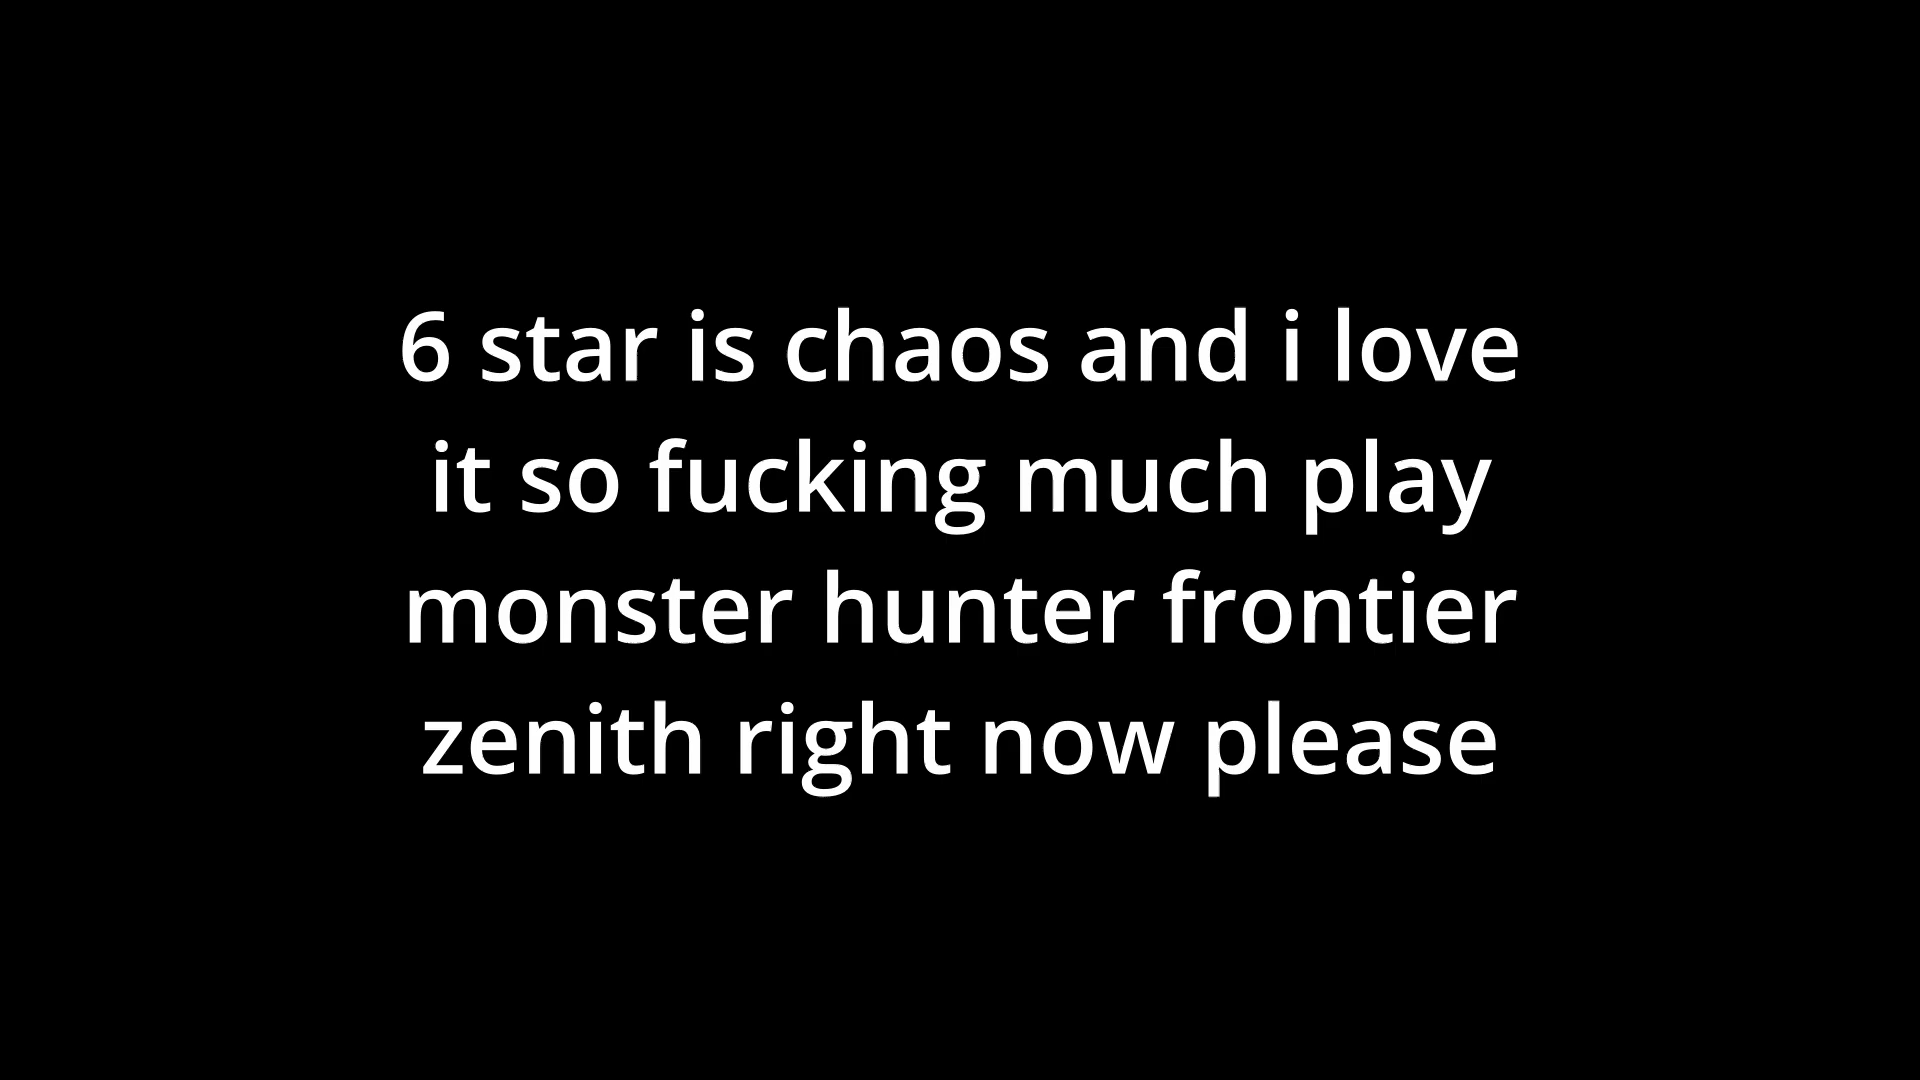 6 star is chaos and i love
it so fucking much play
monster hunter frontier
zenith right now please